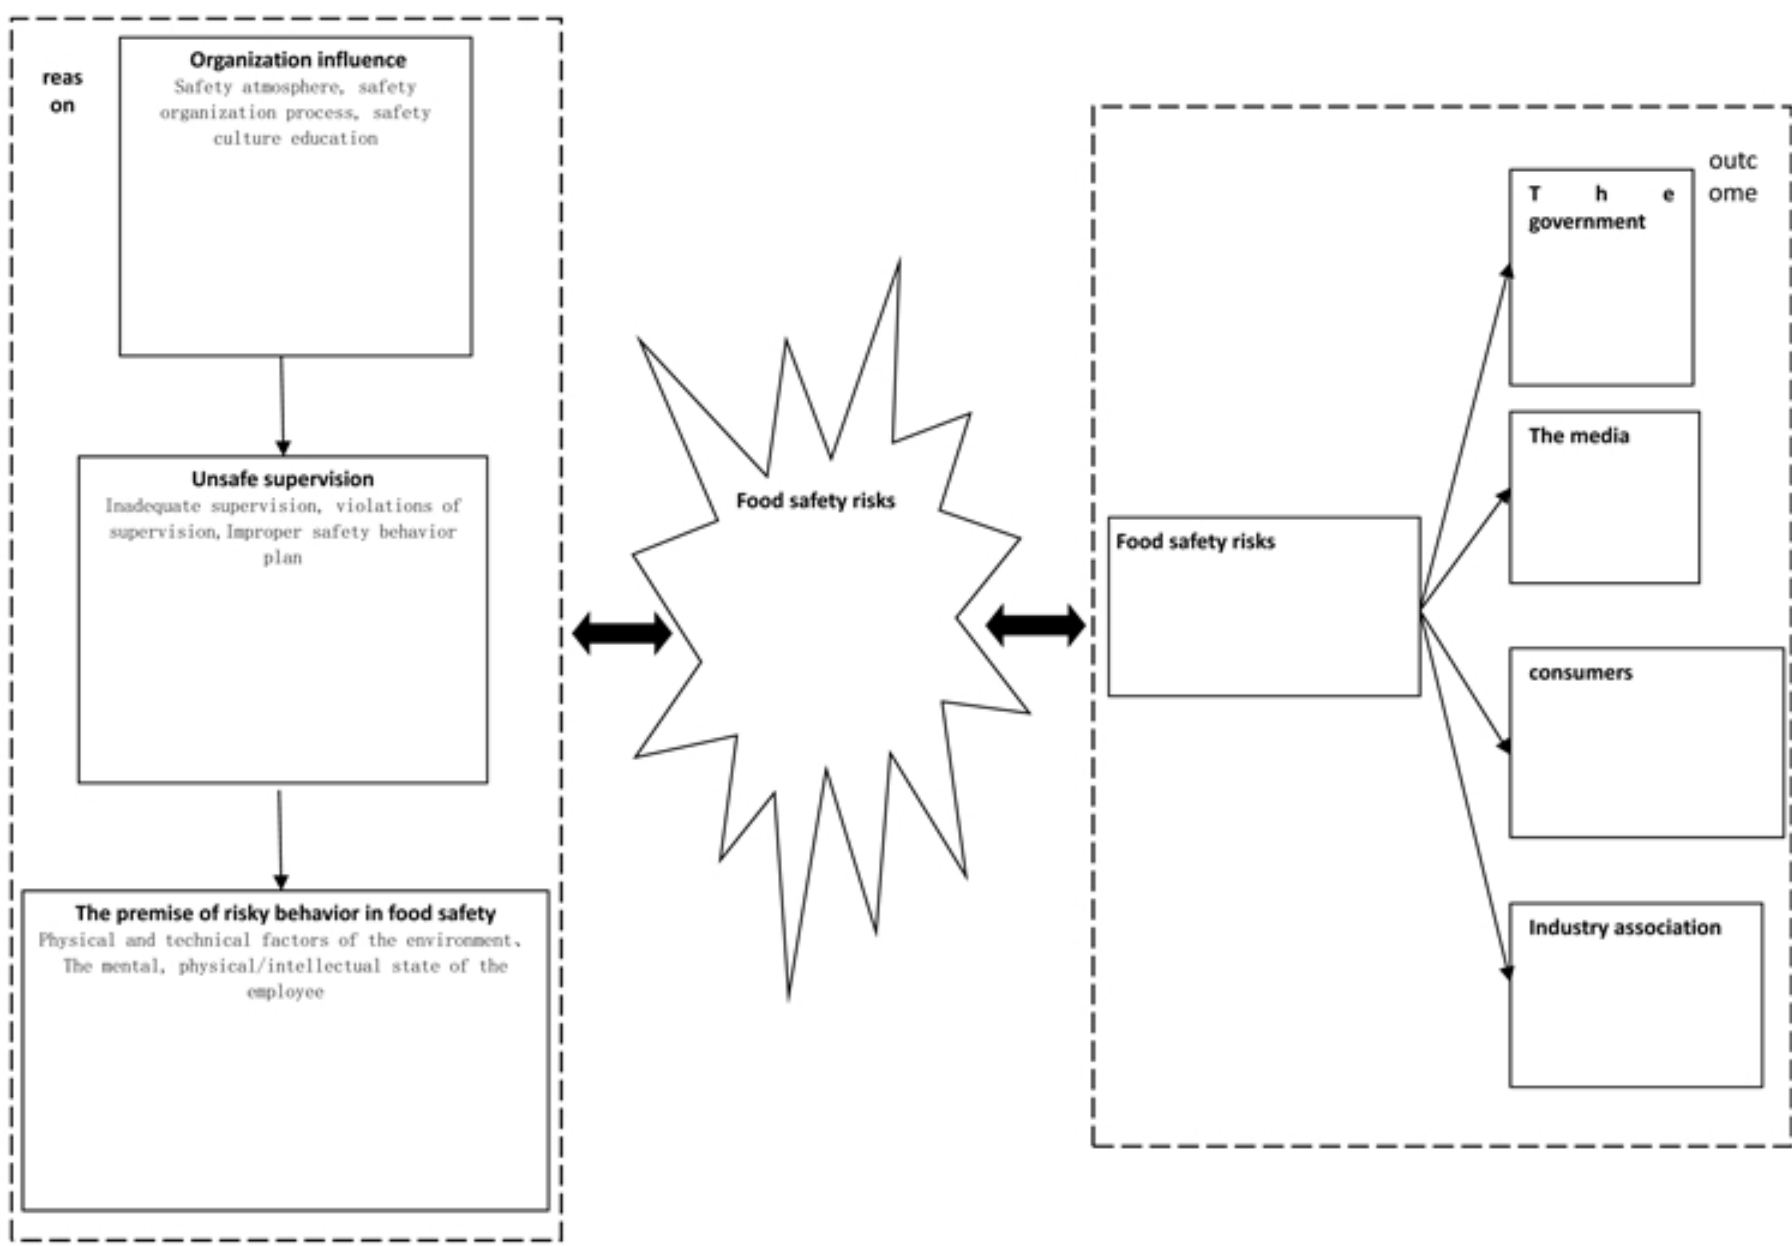 reas
on
Organization influence
Safety atmosphere, safety
organization process, safety
culture education
Unsafe supervision
Inadequate supervision, violations of
supervision,Improper safety behavior
plan
The premise of risky behavior in food safety
Physical and technical factors of the environment、
The mental, physical/intellectual state of the
employee
Food safety risks
Food safety risks
outc
ome
T h e
government
The media
consumers
Industry association